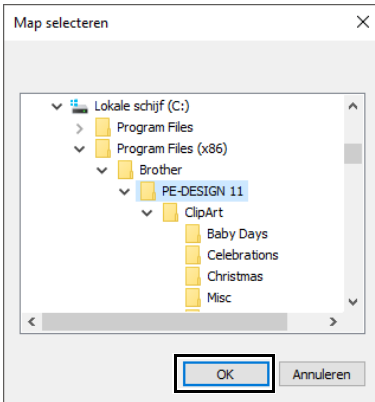 Map selecteren
Lokale schijf (C:)
Program Files
Program Files (x86)
Brother
PE-DESIGN 11
ClipArt
Baby Days
Celebrations
Christmas
Misc
OK
Annuleren